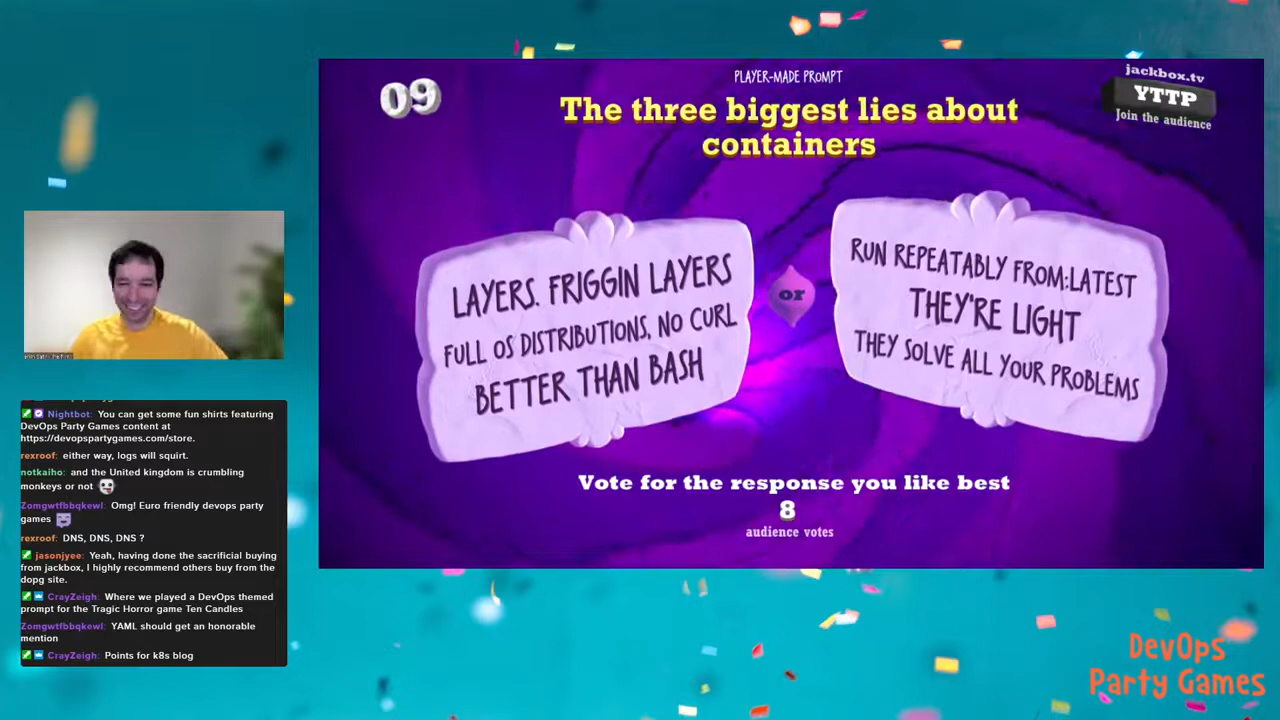 09
PLAYER-MADE PROMPT
The three biggest lies about
containers
jackbox.tv
YTTP
Join the audience
LAYERS. FRIGGIN LAYERS
FULL OS DISTRIBUTIONS, NO CURL
BETTER THAN BASH
or
RUN REPEATABLY FROM:LATEST
THEY'RE LIGHT
THEY SOLVE ALL YOUR PROBLEMS
Vote for the response you like best
8
audience votes
Nightbot: You can get some fun shirts featuring
DevOps Party Games content at
https://devopspartygames.com/store.
rexroof: either way, logs will squirt.
notkaiho: and the United kingdom is crumbling
monkeys or not
Zomgwtfbbqkewl: Omg! Euro friendly devops party
games
rexroof: DNS, DNS, DNS ?
jasonjyee: Yeah, having done the sacrificial buying
from jackbox, I highly recommend others buy from the
dopg site.
CrayZeigh: Where we played a DevOps themed
prompt for the Tragic Horror game Ten Candles
Zomgwtfbbqkewl: YAML should get an honorable
mention
CrayZeigh: Points for k8s blog
DevOps
Party Games